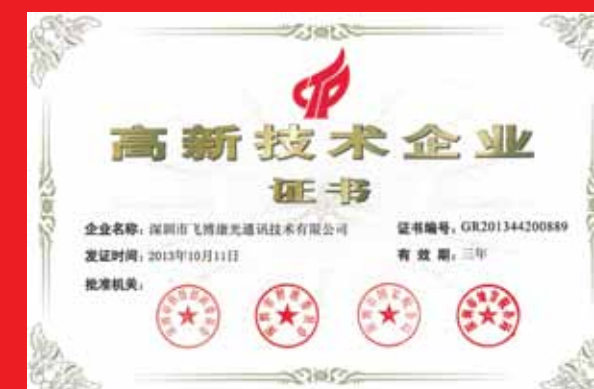 高新技术企业
证书
企业名称：深圳市飞博康光通讯技术有限公司
证书编号：GR201344200889
发证时间：2013年10月11日
有 效 期：三年
批准机关：